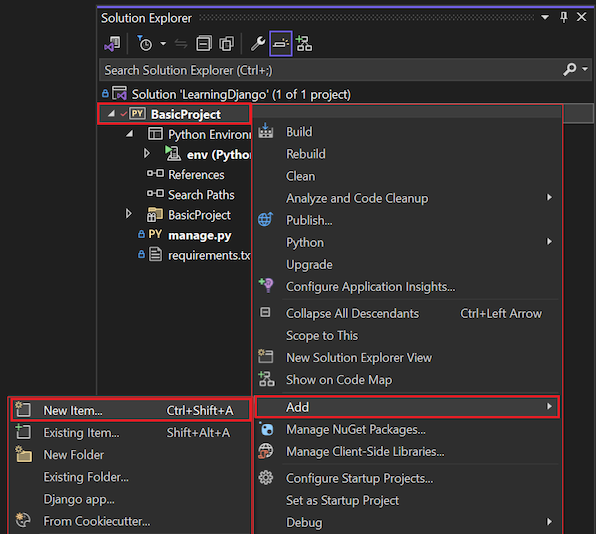 Solution Explorer
Search Solution Explorer (Ctrl+;)
Solution 'LearningDjango' (1 of 1 project)
PY BasicProject
Python Environ
env (Pytho
References
Search Paths
BasicProject
PY manage.py
requirements.tx
Build
Rebuild
Clean
Analyze and Code Cleanup
Publish...
Python
Upgrade
Configure Application Insights...
Collapse All Descendants Ctrl+Left Arrow
Scope to This
New Solution Explorer View
Show on Code Map
Add
Manage NuGet Packages...
Manage Client-Side Libraries...
Configure Startup Projects...
Set as Startup Project
Debug
New Item... Ctrl+Shift+A
Existing Item... Shift+Alt+A
New Folder
Existing Folder...
Django app...
From Cookiecutter...